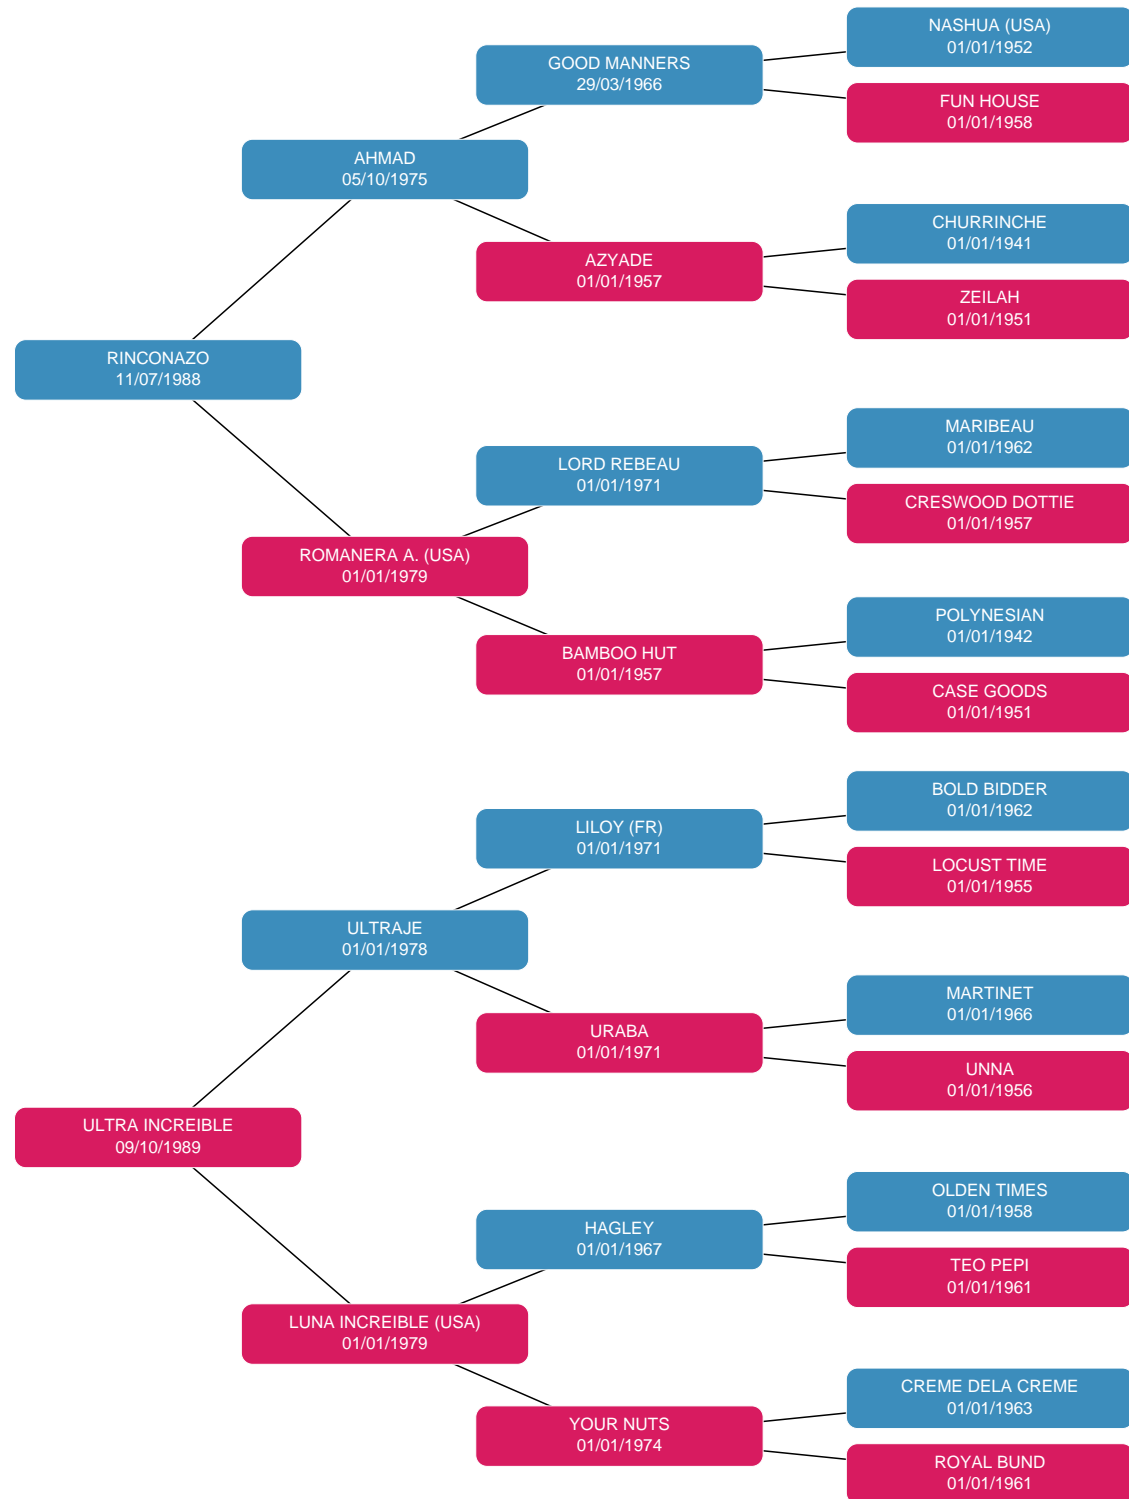 NASHUA (USA)
01/01/1952
GOOD MANNERS
29/03/1966
FUN HOUSE
01/01/1958
AHMAD
05/10/1975
CHURRINCHE
01/01/1941
AZYADE
01/01/1957
ZEILAH
01/01/1951
RINCONAZO
11/07/1988
MARIBEAU
01/01/1962
LORD REBEAU
01/01/1971
CRESWOOD DOTTIE
01/01/1957
ROMANERA A. (USA)
01/01/1979
POLYNESIAN
01/01/1942
BAMBOO HUT
01/01/1957
CASE GOODS
01/01/1951
BOLD BIDDER
01/01/1962
LILOY (FR)
01/01/1971
LOCUST TIME
01/01/1955
ULTRAJE
01/01/1978
MARTINET
01/01/1966
URABA
01/01/1971
UNNA
01/01/1956
ULTRA INCREIBLE
09/10/1989
OLDEN TIMES
01/01/1958
HAGLEY
01/01/1967
TEO PEPI
01/01/1961
LUNA INCREIBLE (USA)
01/01/1979
CREME DELA CREME
01/01/1963
YOUR NUTS
01/01/1974
ROYAL BUND
01/01/1961